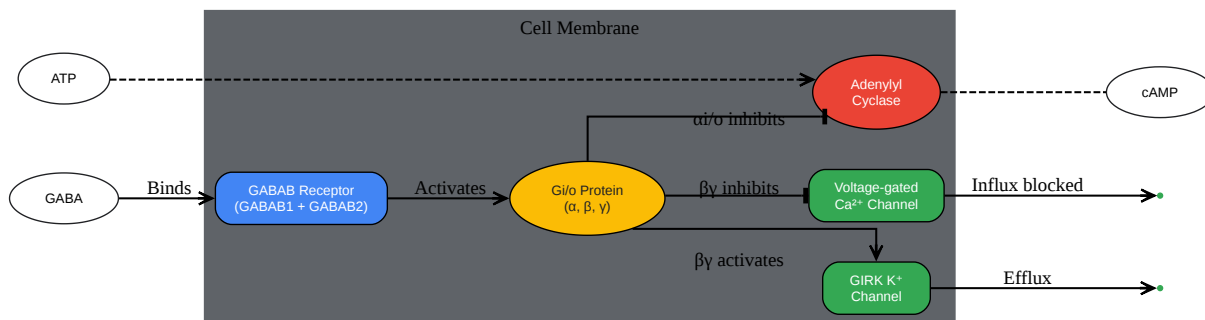 Cell Membrane
ATP
Adenylyl
Cyclase
cAMP
αi/o inhibits
GABA
Binds
GABAB Receptor
(GABAB1 + GABAB2)
Activates
Gi/o Protein
(α, β, γ)
βγ inhibits
Voltage-gated
Ca²⁺ Channel
Influx blocked
βγ activates
GIRK K⁺
Channel
Efflux